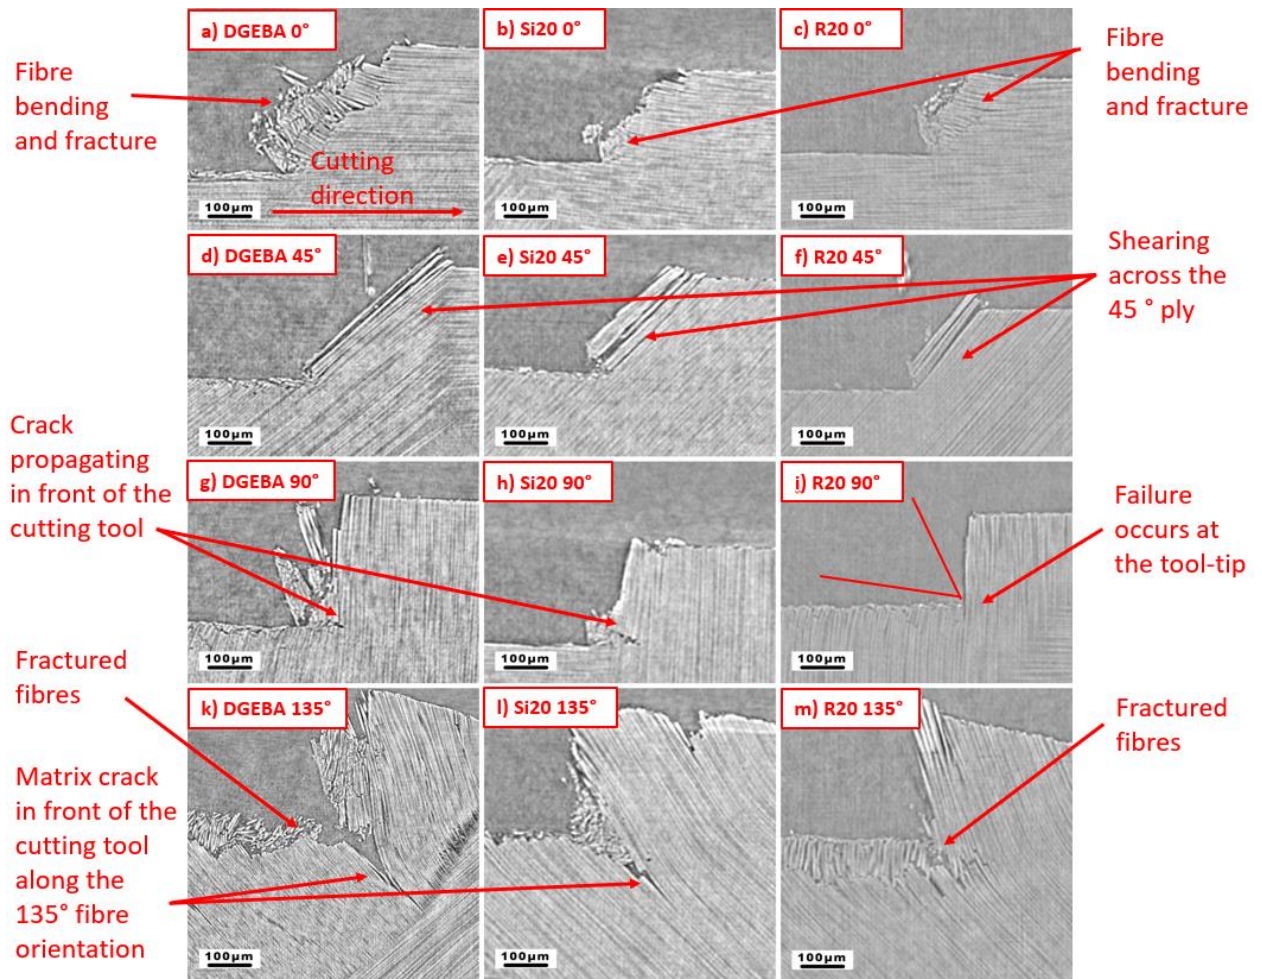 a) DGEBA 0°
b) Si20 0°
c) R20 0°
Fibre
bending
and fracture
Fibre
bending
and fracture
Cutting
direction
100µm
100µm
100µm
d) DGEBA 45°
e) Si20 45°
f) R20 45°
Shearing
across the
45 ° ply
100µm
100µm
100µm
Crack
propagating
in front of the
cutting tool
g) DGEBA 90°
h) Si20 90°
i) R20 90°
Failure
occurs at
the tool-tip
100µm
100µm
100µm
Fractured
fibres
k) DGEBA 135°
l) Si20 135°
m) R20 135°
Fractured
fibres
Matrix crack
in front of the
cutting tool
along the
135° fibre
orientation
100µm
100µm
100µm